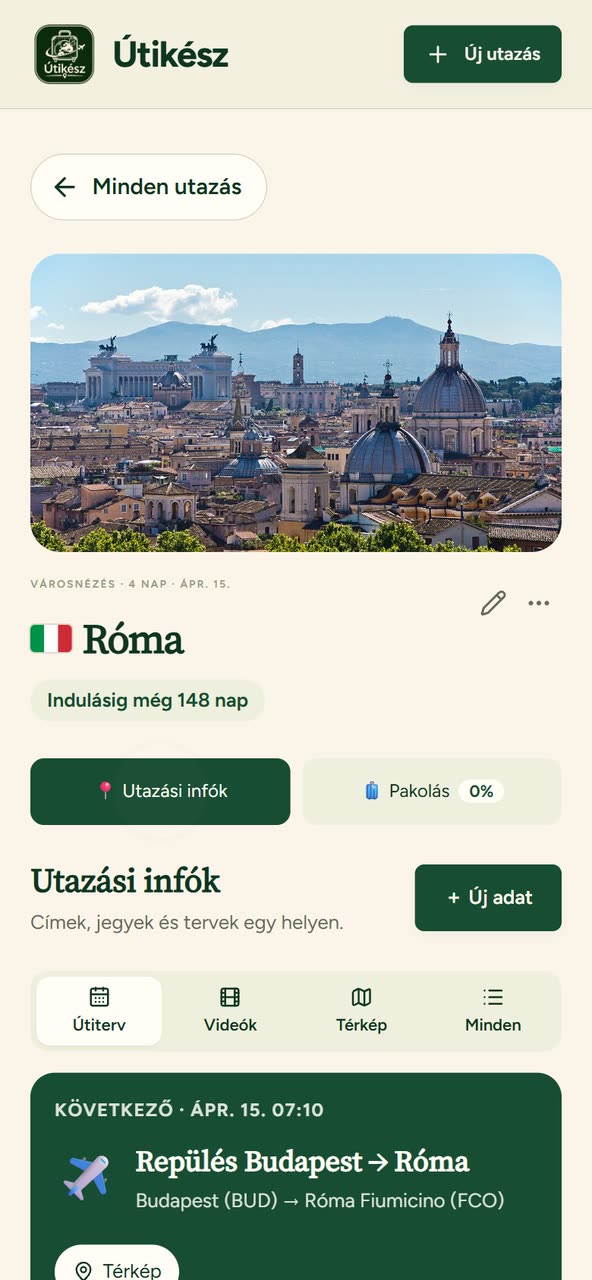 Útikész
Útikész
+ Új utazás
← Minden utazás
VÁROSNÉZÉS · 4 NAP · ÁPR. 15.
Róma
Indulásig még 148 nap
Utazási infók
Pakolás 0%
Utazási infók
+ Új adat
Címek, jegyek és tervek egy helyen.
Útiterv
Videók
Térkép
Minden
KÖVETKEZŐ · ÁPR. 15. 07:10
Repülés Budapest → Róma
Budapest (BUD) → Róma Fiumicino (FCO)
Térkép